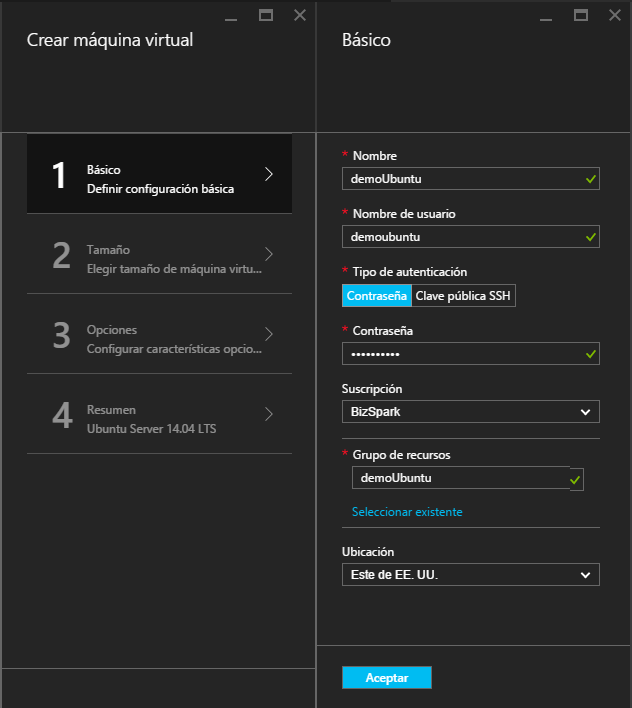 Crear máquina virtual
1
Básico
Definir configuración básica
2
Tamaño
Elegir tamaño de máquina virtu...
3
Opciones
Configurar características opcio...
4
Resumen
Ubuntu Server 14.04 LTS
Básico
* Nombre
demoUbuntu
* Nombre de usuario
demoubuntu
* Tipo de autenticación
Contraseña Clave pública SSH
* Contraseña
••••••••••
Suscripción
BizSpark
* Grupo de recursos
demoUbuntu
Seleccionar existente
Ubicación
Este de EE. UU.
Aceptar